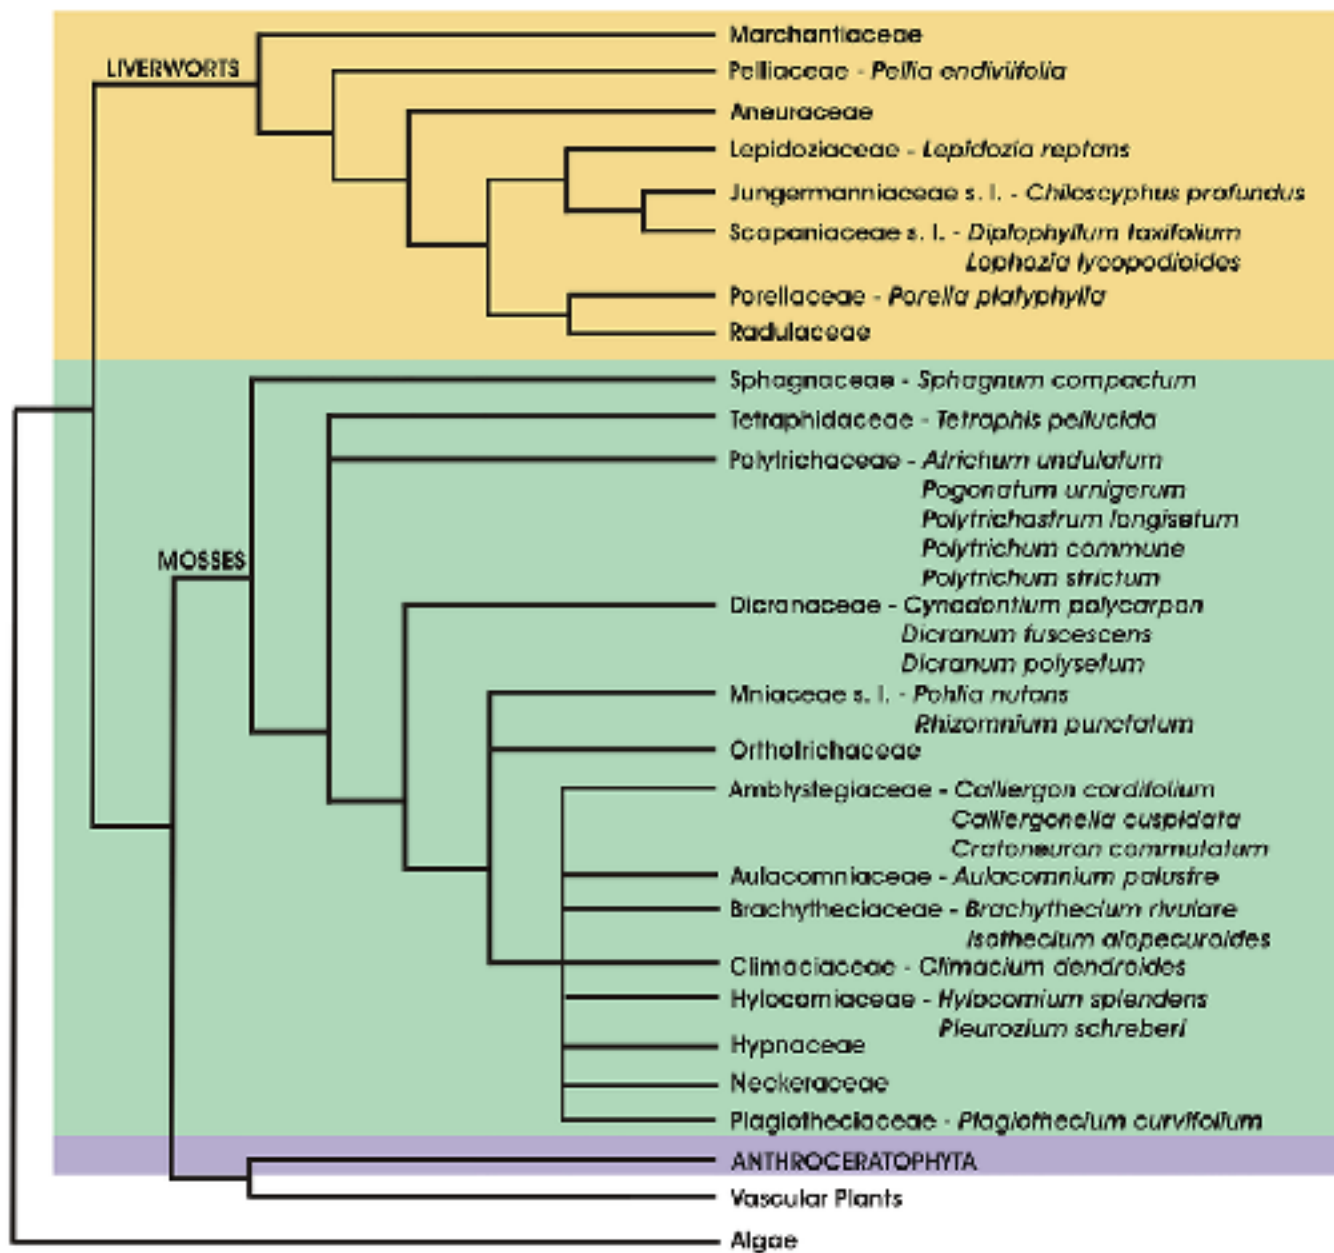 Marchantiaceae
LIVERWORTS
Pelliaceae - Pellia endiviifolia
Aneuraceae
Lepidoziaceae - Lepidozia reptans
Jungermanniaceae s. l. - Chiloscyphus profundus
Scapaniaceae s. l. - Diplophyllum taxifolium
Lophozia lycopodioides
Porellaceae - Porella platyphylla
Radulaceae
Sphagnaceae - Sphagnum compactum
Tetraphidaceae - Tetraphis pellucida
Polytrichaceae - Atrichum undulatum
Pogonatum urnigerum
Polytrichastrum longisetum
Polytrichum commune
MOSSES
Polytrichum strictum
Dicranaceae - Cynodontium polycarpon
Dicranum fuscescens
Dicranum polysetum
Mniaceae s. l. - Pohlia nutans
Rhizomnium punctatum
Orthotrichaceae
Amblystegiaceae - Calliergon cordifolium
Calliergonella cuspidata
Cratoneuron commutatum
Aulacomniaceae - Aulacomnium palustre
Brachytheciaceae - Brachythecium rivulare
Isothecium alopecuroides
Climaciaceae - Climacium dendroides
Hylocomiaceae - Hylocomium splendens
Pleurozium schreberi
Hypnaceae
Neckeraceae
Plagiotheciaceae - Plagiothecium curvifolium
ANTHROCERATOPHYTA
Vascular Plants
Algae